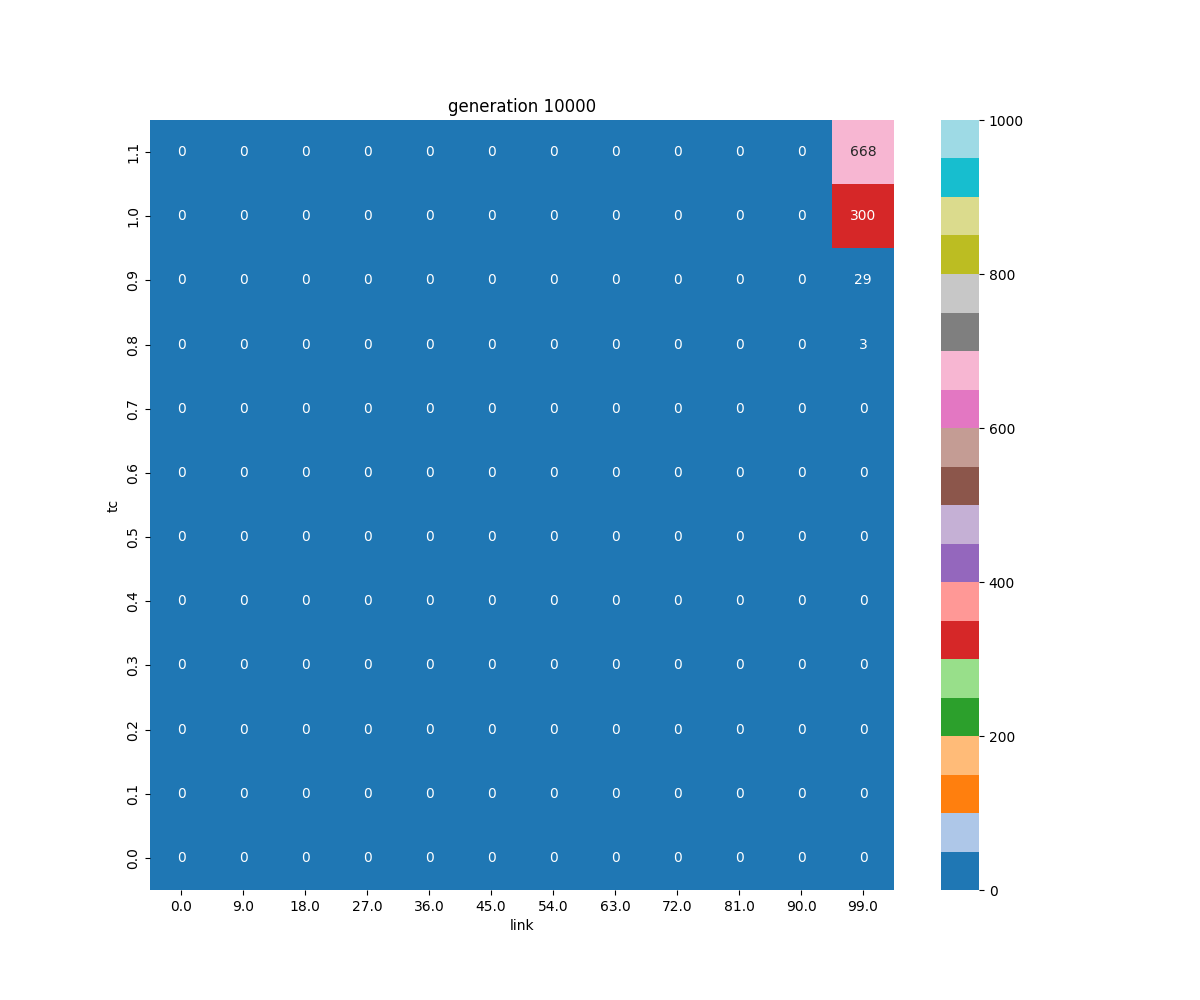 generation 10000
1.1 0 0 0 0 0 0 0 0 0 0 0 668
1.0 0 0 0 0 0 0 0 0 0 0 0 300
0.9 0 0 0 0 0 0 0 0 0 0 0 29
0.8 0 0 0 0 0 0 0 0 0 0 0 3
0.7 0 0 0 0 0 0 0 0 0 0 0 0
0.6 0 0 0 0 0 0 0 0 0 0 0 0
0.5 0 0 0 0 0 0 0 0 0 0 0 0
0.4 0 0 0 0 0 0 0 0 0 0 0 0
0.3 0 0 0 0 0 0 0 0 0 0 0 0
0.2 0 0 0 0 0 0 0 0 0 0 0 0
0.1 0 0 0 0 0 0 0 0 0 0 0 0
0.0 0 0 0 0 0 0 0 0 0 0 0 0
0.0 9.0 18.0 27.0 36.0 45.0 54.0 63.0 72.0 81.0 90.0 99.0
link
tc
1000
800
600
400
200
0